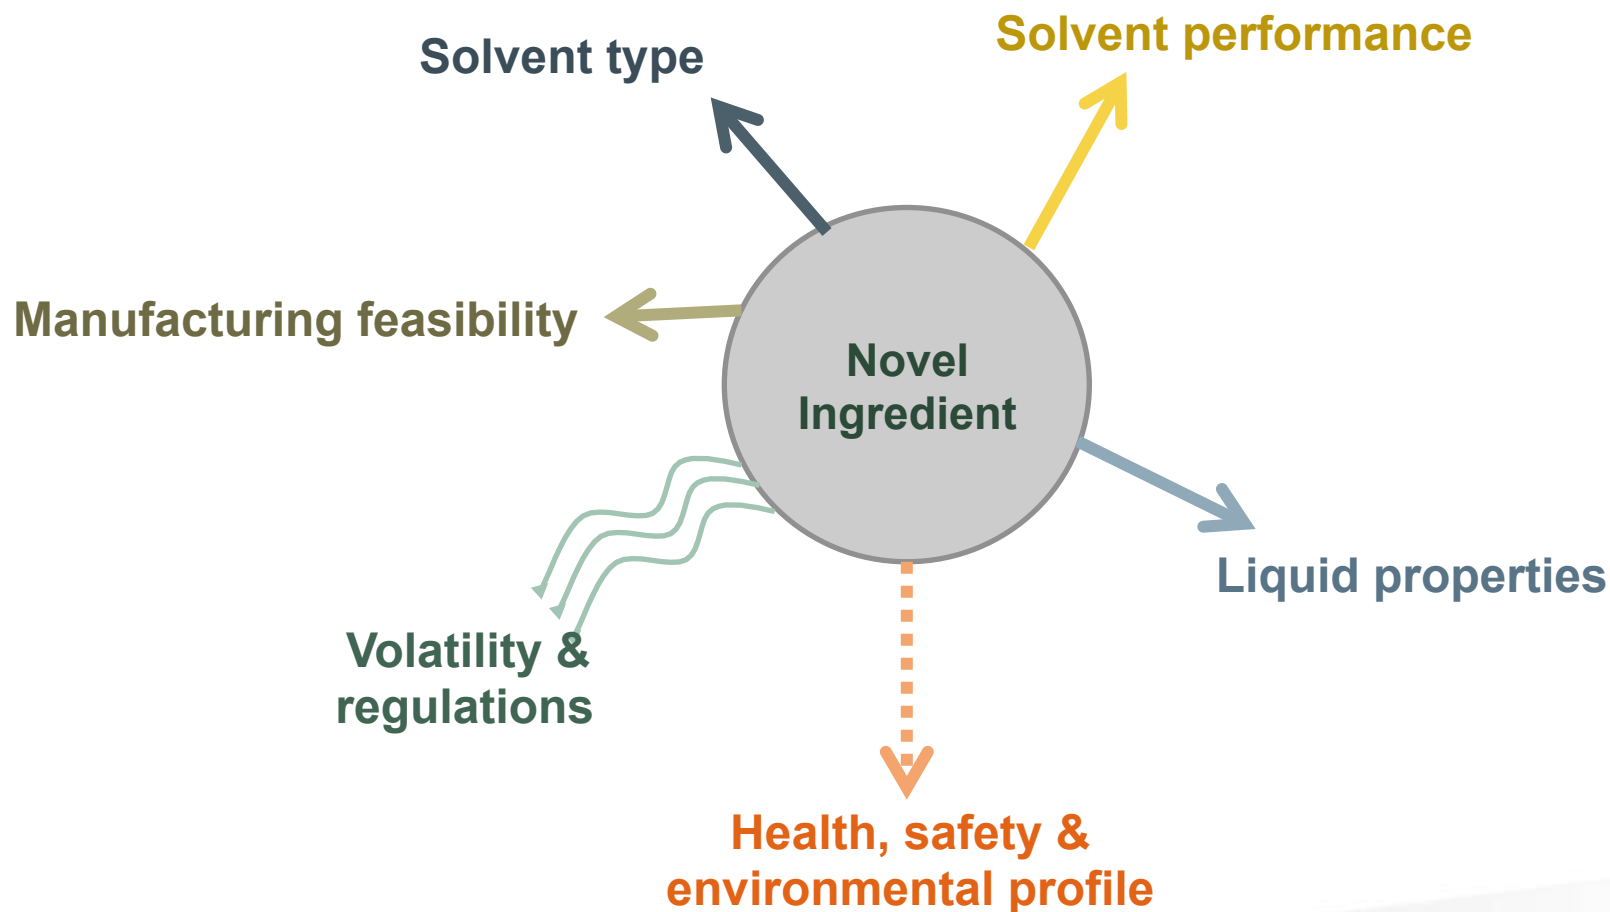 Solvent performance
Solvent type
Manufacturing feasibility
Novel
Ingredient
Liquid properties
Volatility &
regulations
Health, safety &
environmental profile